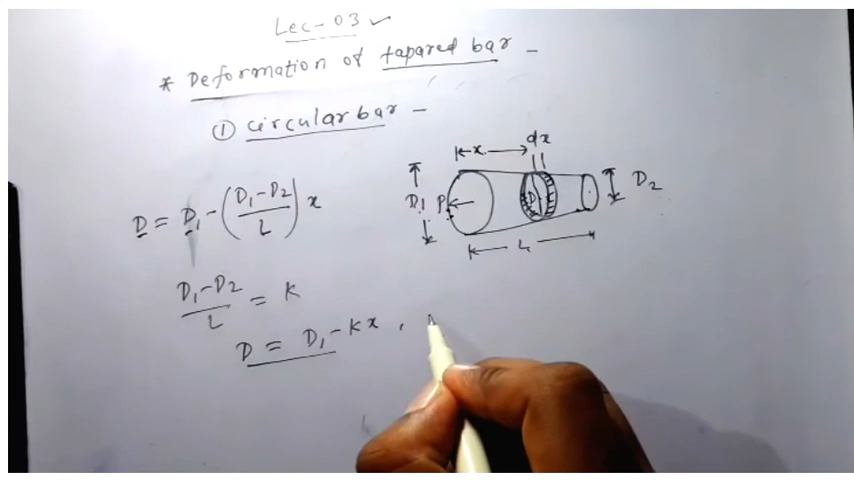 Lec-03 ✓
* Deformation of tapared bar -
① circular bar -
dx
x
D1 P D D2
L
D = D1 - (D1-D2/L) x
D1-D2/L = K
D = D1 - Kx ,